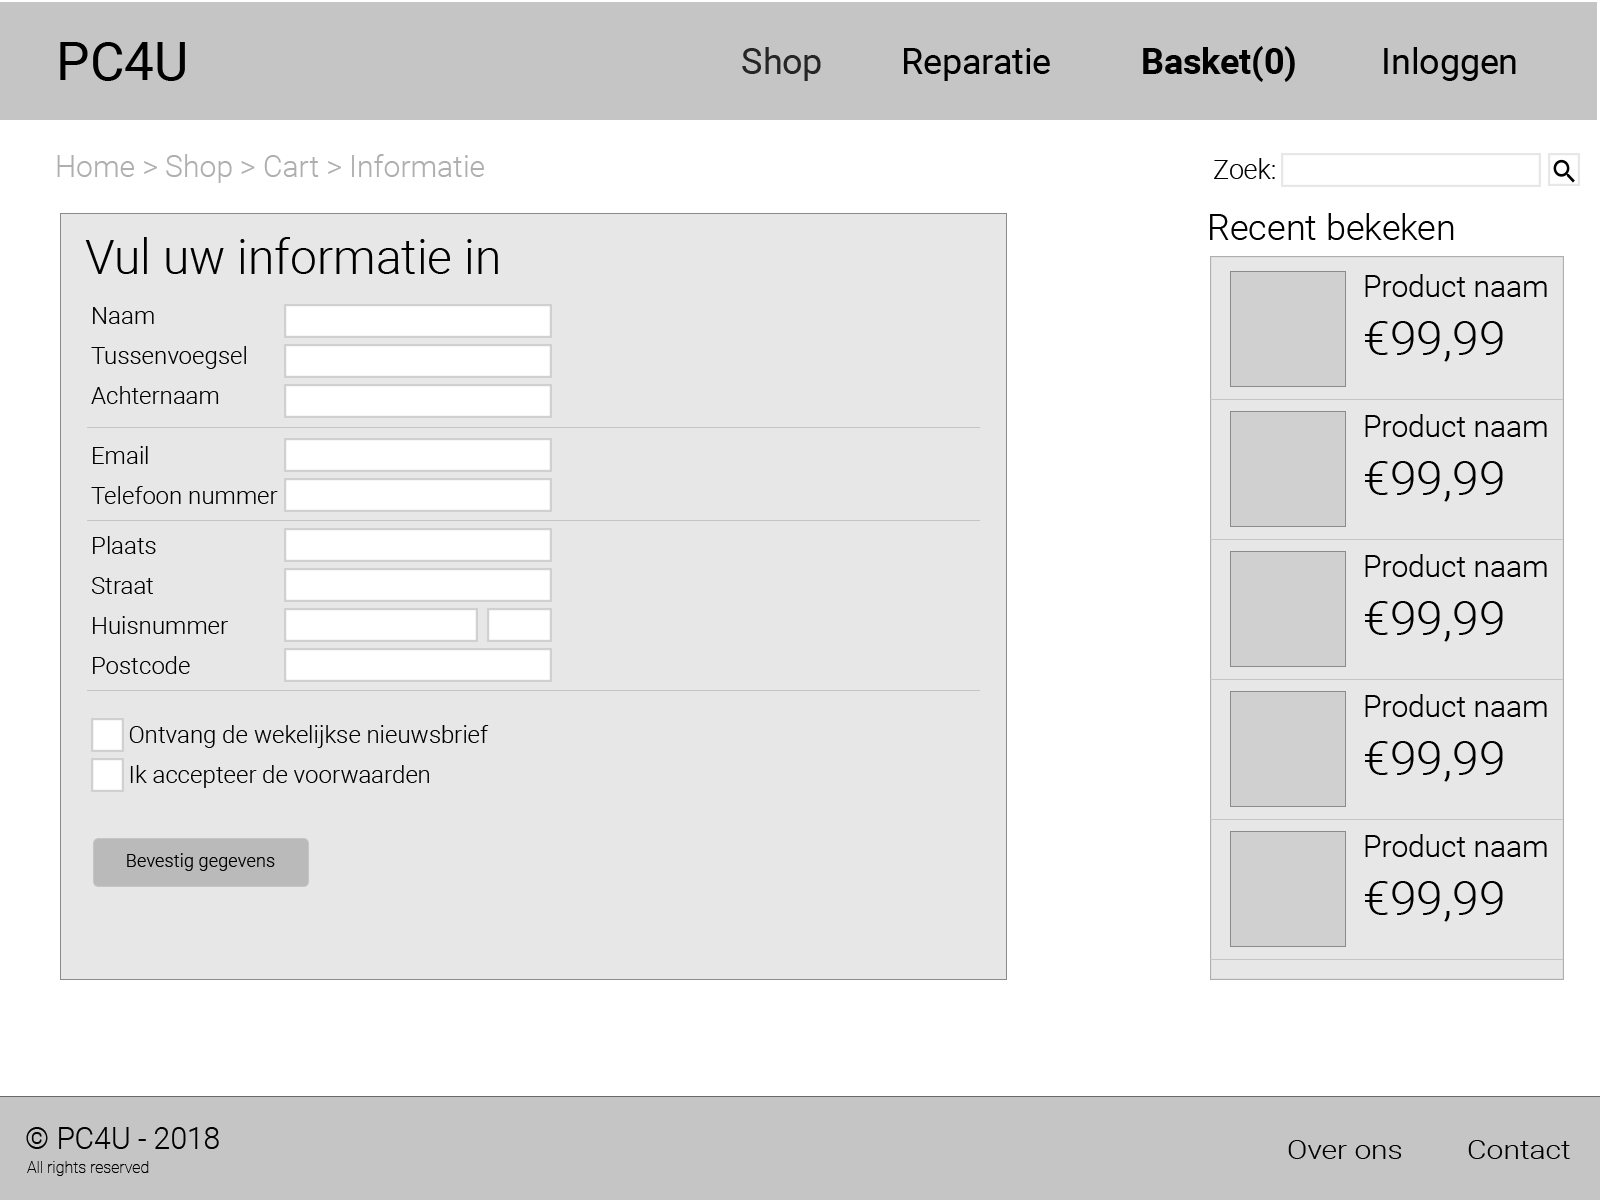 PC4U
Shop Reparatie Basket(0) Inloggen
Home > Shop > Cart > Informatie
Zoek:
Vul uw informatie in
Naam
Tussenvoegsel
Achternaam
Email
Telefoon nummer
Plaats
Straat
Huisnummer
Postcode
Ontvang de wekelijkse nieuwsbrief
Ik accepteer de voorwaarden
Bevestig gegevens
Recent bekeken
Product naam
€99,99
Product naam
€99,99
Product naam
€99,99
Product naam
€99,99
Product naam
€99,99
© PC4U - 2018
All rights reserved
Over ons Contact